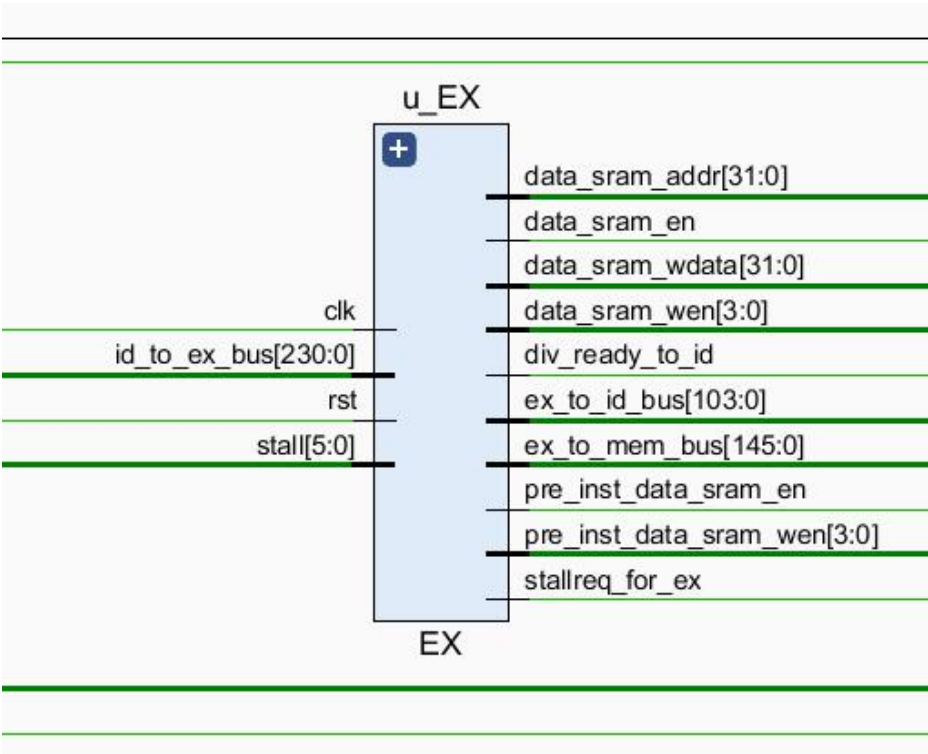 u_EX
data_sram_addr[31:0]
data_sram_en
data_sram_wdata[31:0]
clk
data_sram_wen[3:0]
id_to_ex_bus[230:0]
div_ready_to_id
rst
ex_to_id_bus[103:0]
stall[5:0]
ex_to_mem_bus[145:0]
pre_inst_data_sram_en
pre_inst_data_sram_wen[3:0]
stallreq_for_ex
EX